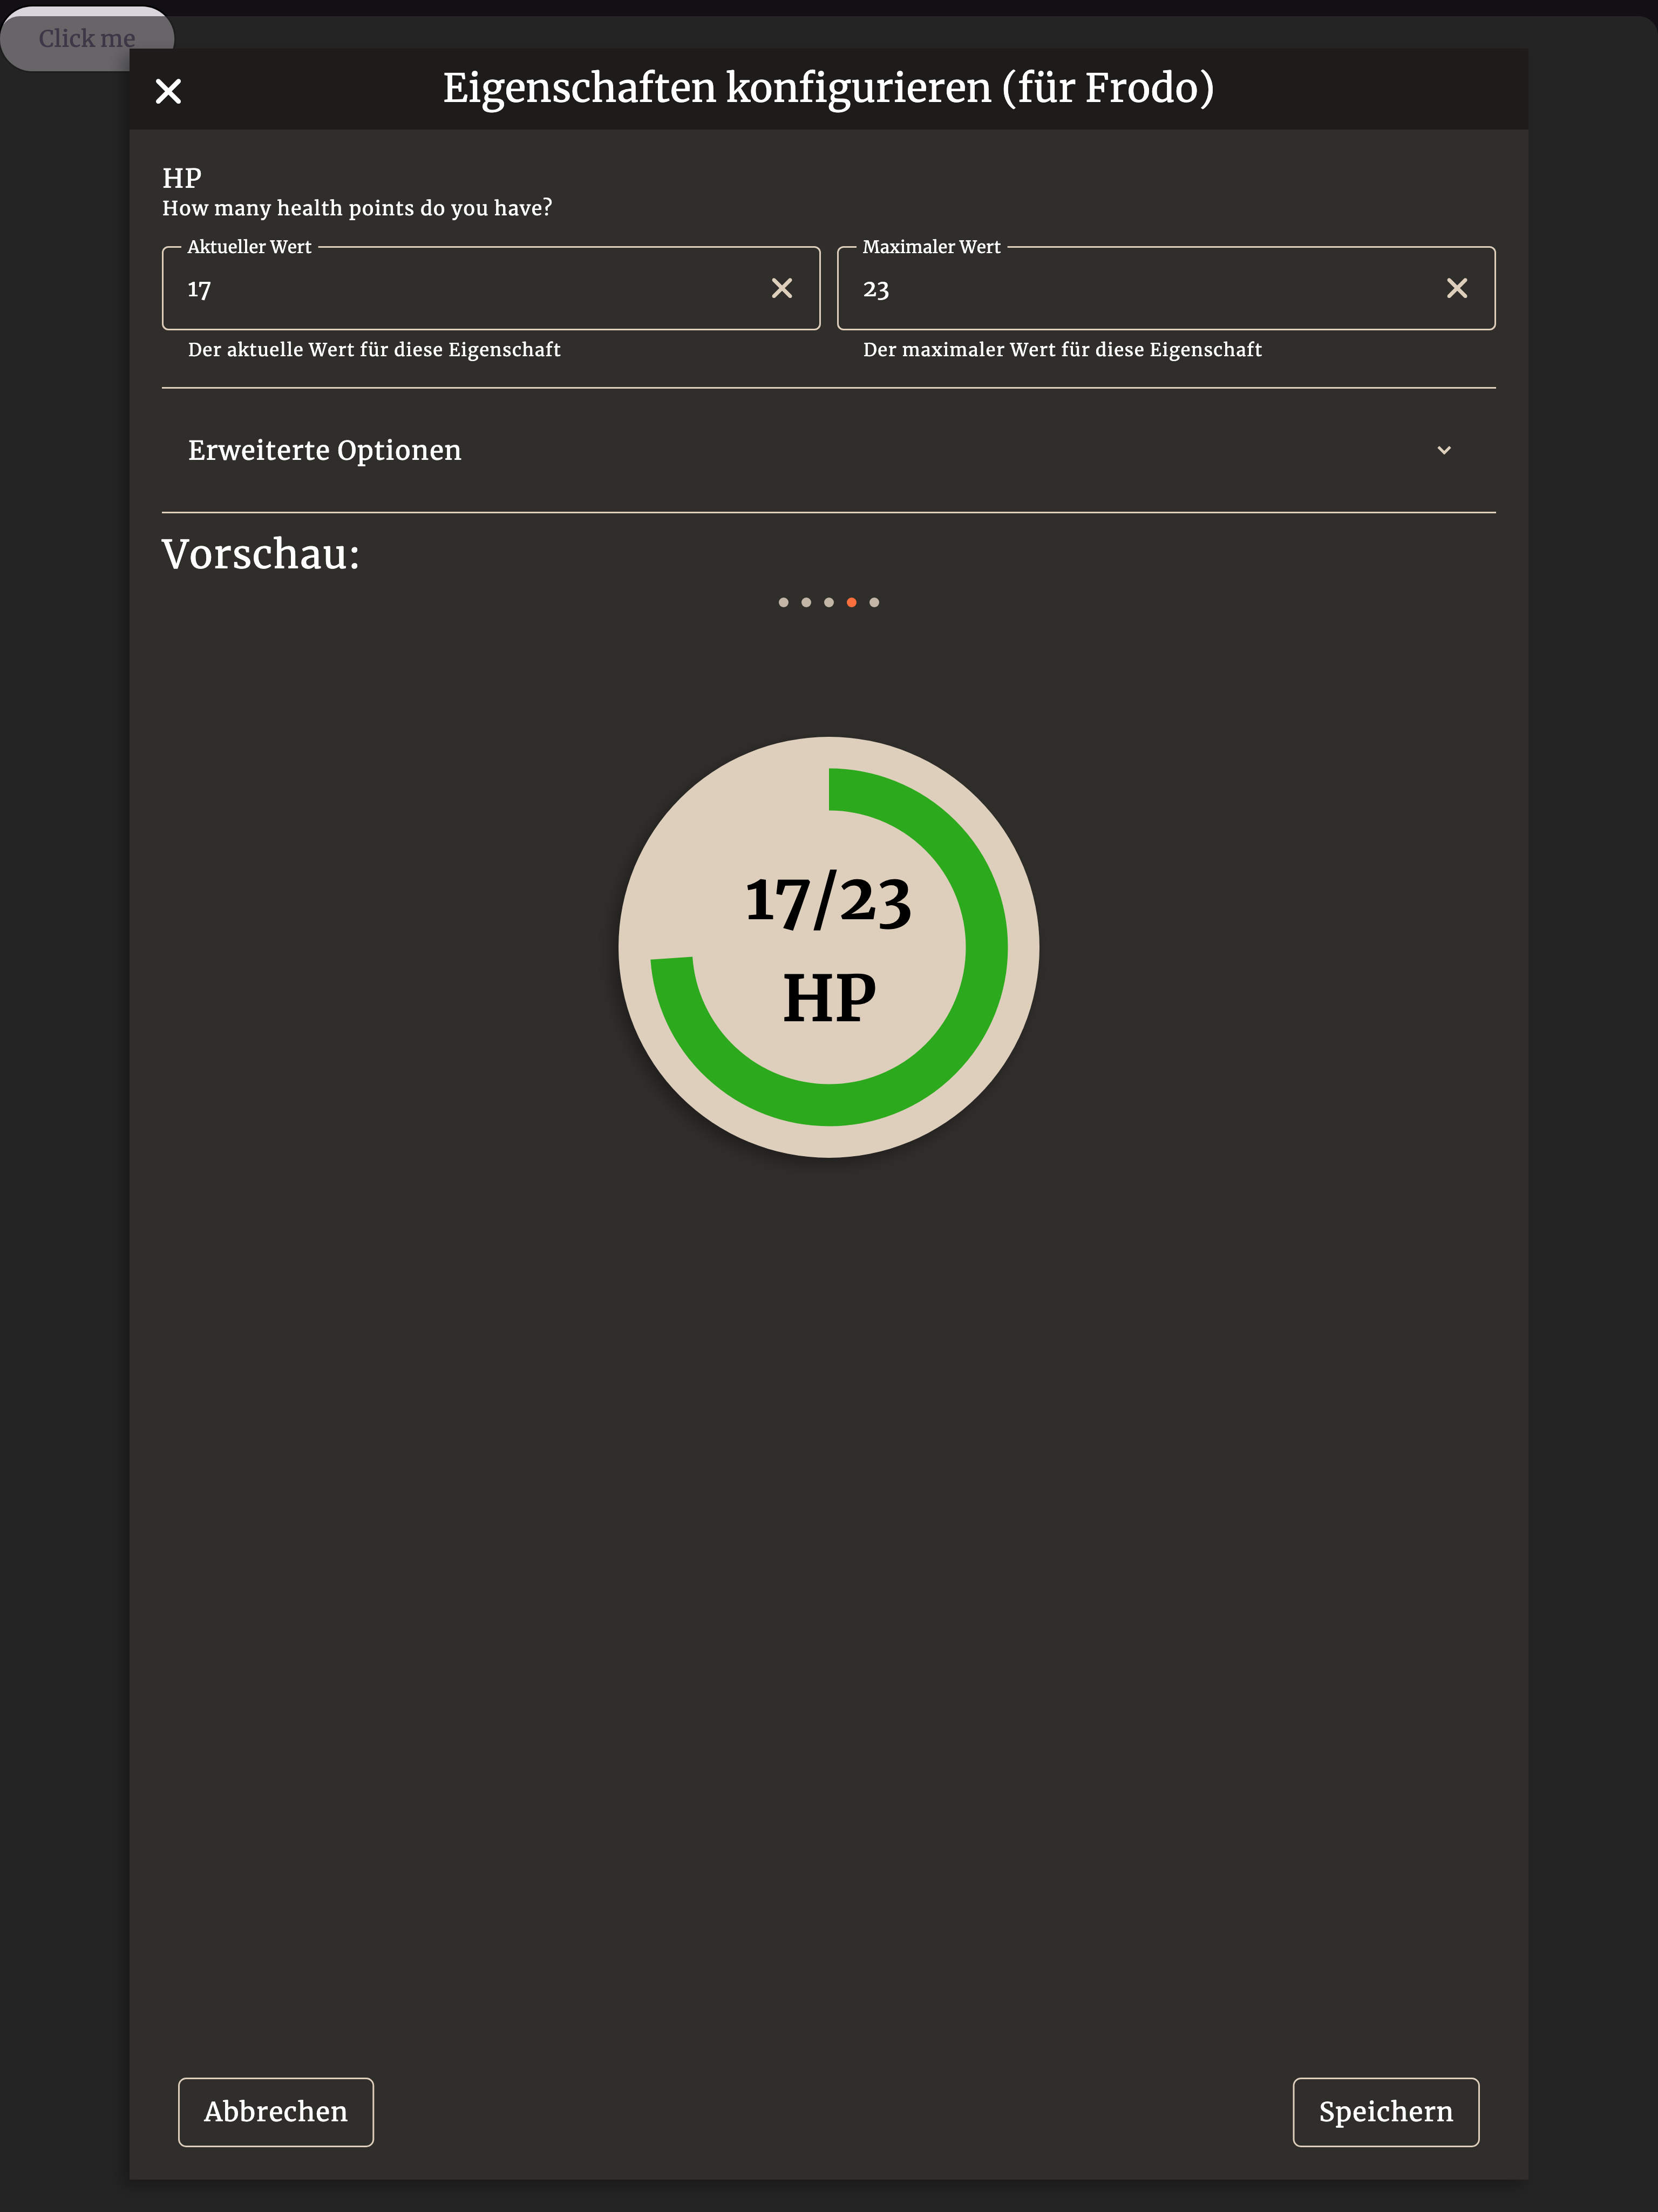 Click me
Eigenschaften konfigurieren (für Frodo)
HP
How many health points do you have?
Aktueller Wert
17
Der aktuelle Wert für diese Eigenschaft
Maximaler Wert
23
Der maximaler Wert für diese Eigenschaft
Erweiterte Optionen
Vorschau:
17/23
HP
Abbrechen
Speichern